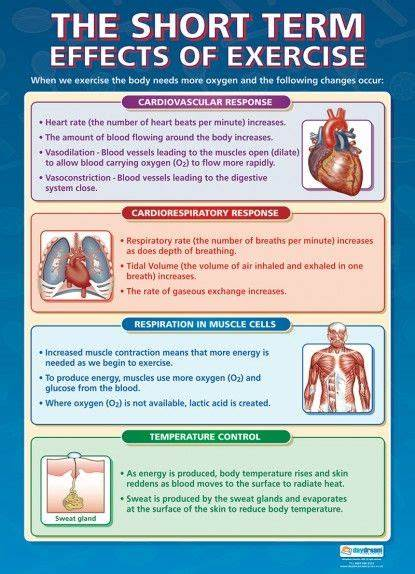 THE SHORT TERM
EFFECTS OF EXERCISE
When we exercise the body needs more oxygen and the following changes occur:
CARDIOVASCULAR RESPONSE
• Heart rate (the number of heart beats per minute) increases.
• The amount of blood flowing around the body increases.
• Vasodilation - Blood vessels leading to the muscles open (dilate)
to allow blood carrying oxygen (O₂) to flow more rapidly.
• Vasoconstriction - Blood vessels leading to the digestive
system close.
CARDIORESPIRATORY RESPONSE
• Respiratory rate (the number of breaths per minute) increases
as does depth of breathing.
• Tidal Volume (the volume of air inhaled and exhaled in one
breath) increases.
• The rate of gaseous exchange increases.
RESPIRATION IN MUSCLE CELLS
• Increased muscle contraction means that more energy is
needed as we begin to exercise.
• To produce energy, muscles use more oxygen (O₂) and
glucose from the blood.
• Where oxygen (O₂) is not available, lactic acid is created.
TEMPERATURE CONTROL
• As energy is produced, body temperature rises and skin
reddens as blood moves to the surface to radiate heat.
• Sweat is produced by the sweat glands and evaporates
at the surface of the skin to reduce body temperature.
Sweat gland
daydream